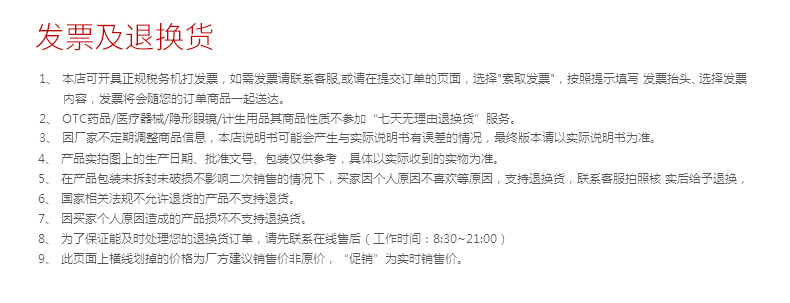 发票及退换货
1、 本店可开具正规税务机打发票，如需发票请联系客服,或请在提交订单的页面，选择"索取发票"，按照提示填写 发票抬头、选择发票
内容，发票将会随您的订单商品一起送达。
2、 OTC药品/医疗器械/隐形眼镜/计生用品其商品性质不参加“七天无理由退换货”服务。
3、 因厂家不定期调整商品信息，本店说明书可能会产生与实际说明书有误差的情况，最终版本请以实际说明书为准。
4、 产品实拍图上的生产日期、批准文号、包装仅供参考，具体以实际收到的实物为准。
5、 在产品包装未拆封未破损不影响二次销售的情况下，买家因个人原因不喜欢等原因，支持退换货，联系客服拍照核 实后给予退换，
6、 国家相关法规不允许退货的产品不支持退货。
7、 因买家个人原因造成的产品损坏不支持退换货。
8、 为了保证能及时处理您的退换货订单，请先联系在线售后（工作时间：8:30~21:00）
9、 此页面上横线划掉的价格为厂方建议销售价非原价，“促销”为实时销售价。